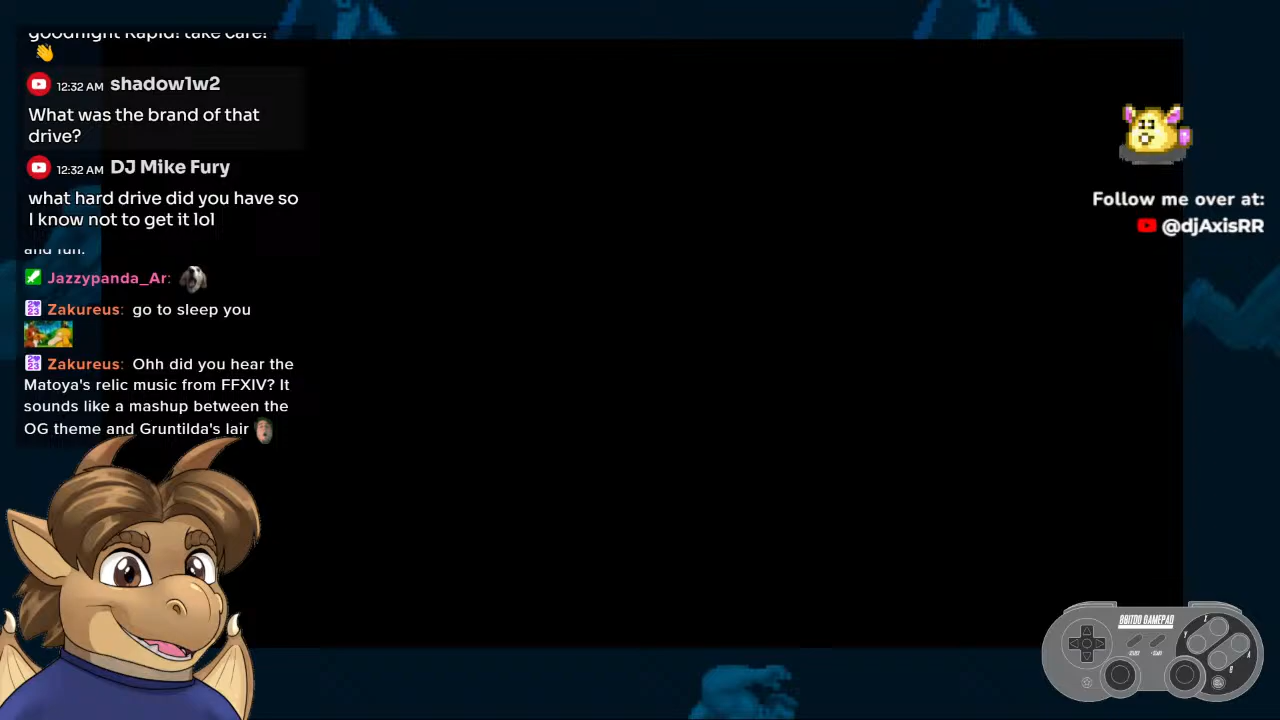 goodnight Rapid! take care!
👋
12:32 AM shadow1w2
What was the brand of that
drive?
12:32 AM DJ Mike Fury
what hard drive did you have so
I know not to get it lol
and fun.
Jazzypanda_Ar:
Zakureus: go to sleep you
Zakureus: Ohh did you hear the
Matoya's relic music from FFXIV? It
sounds like a mashup between the
OG theme and Gruntilda's lair
Follow me over at:
@djAxisRR
8BITDO GAMEPAD